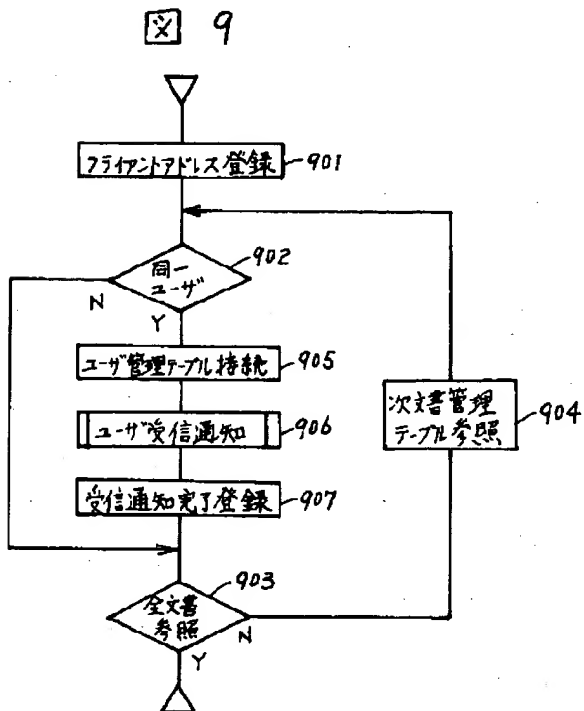 図 9
クライアントアドレス登録 901
同一
ユーザ
902
N
Y
ユーザ管理テーブル接続 905
ユーザ受信通知 906
受信通知完了登録 907
次文書管理
テーブル参照
904
全文書
参照
903
N
Y